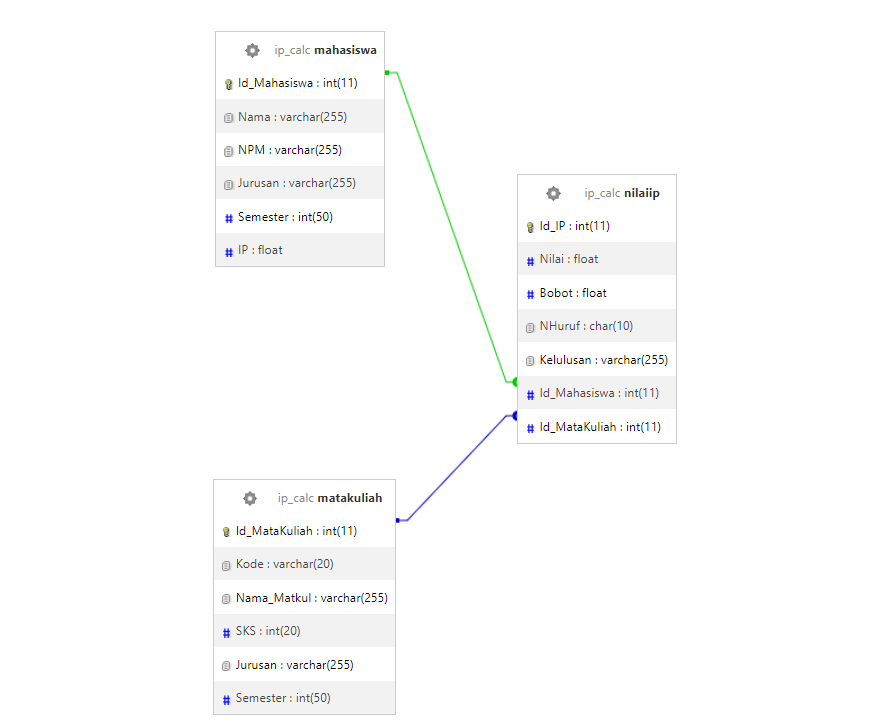 ip_calc mahasiswa
Id_Mahasiswa : int(11)
Nama : varchar(255)
NPM : varchar(255)
Jurusan : varchar(255)
# Semester : int(50)
# IP : float
ip_calc nilaiip
Id_IP : int(11)
# Nilai : float
# Bobot : float
NHuruf : char(10)
Kelulusan : varchar(255)
# Id_Mahasiswa : int(11)
# Id_MataKuliah : int(11)
ip_calc matakuliah
Id_MataKuliah : int(11)
Kode : varchar(20)
Nama_Matkul : varchar(255)
# SKS : int(20)
Jurusan : varchar(255)
# Semester : int(50)